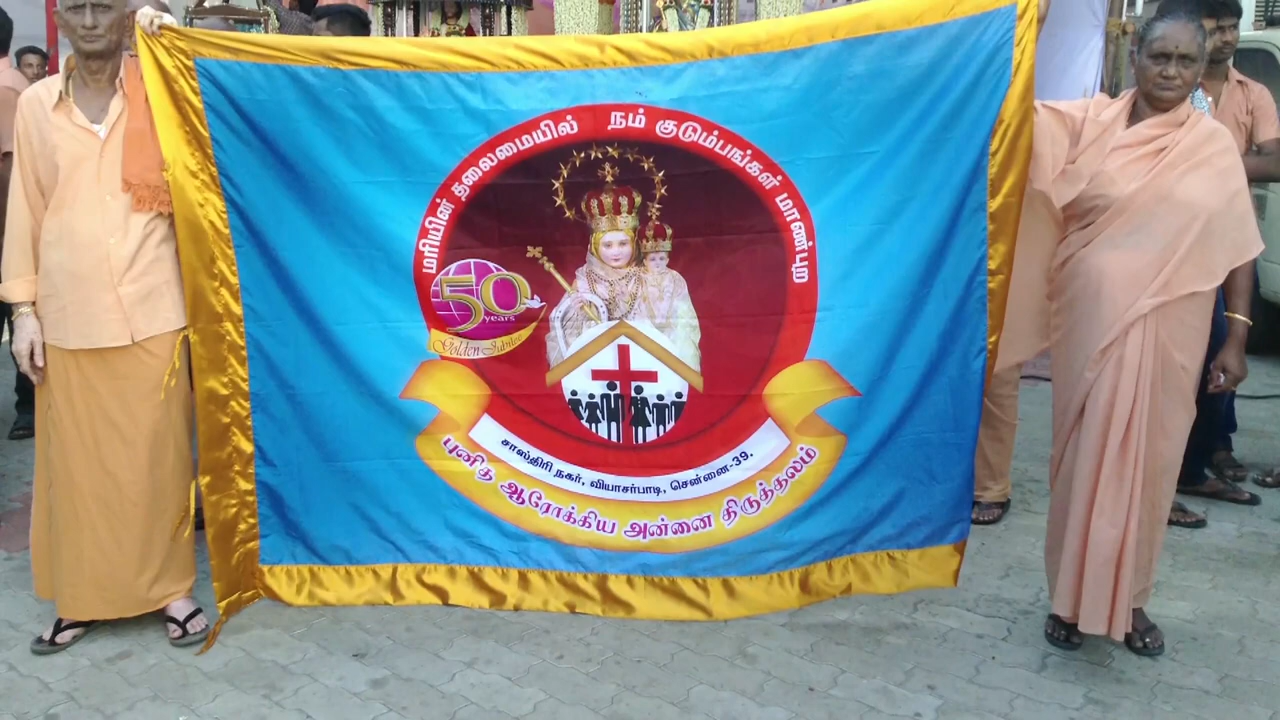 மரியின் தலைமையில் நம் குடும்பங்கள் மாண்புற
50
years
Golden Jubilee
சாஸ்திரி நகர், வியாசர்பாடி, சென்னை-39.
புனித ஆரோக்கிய அன்னை திருத்தலம்